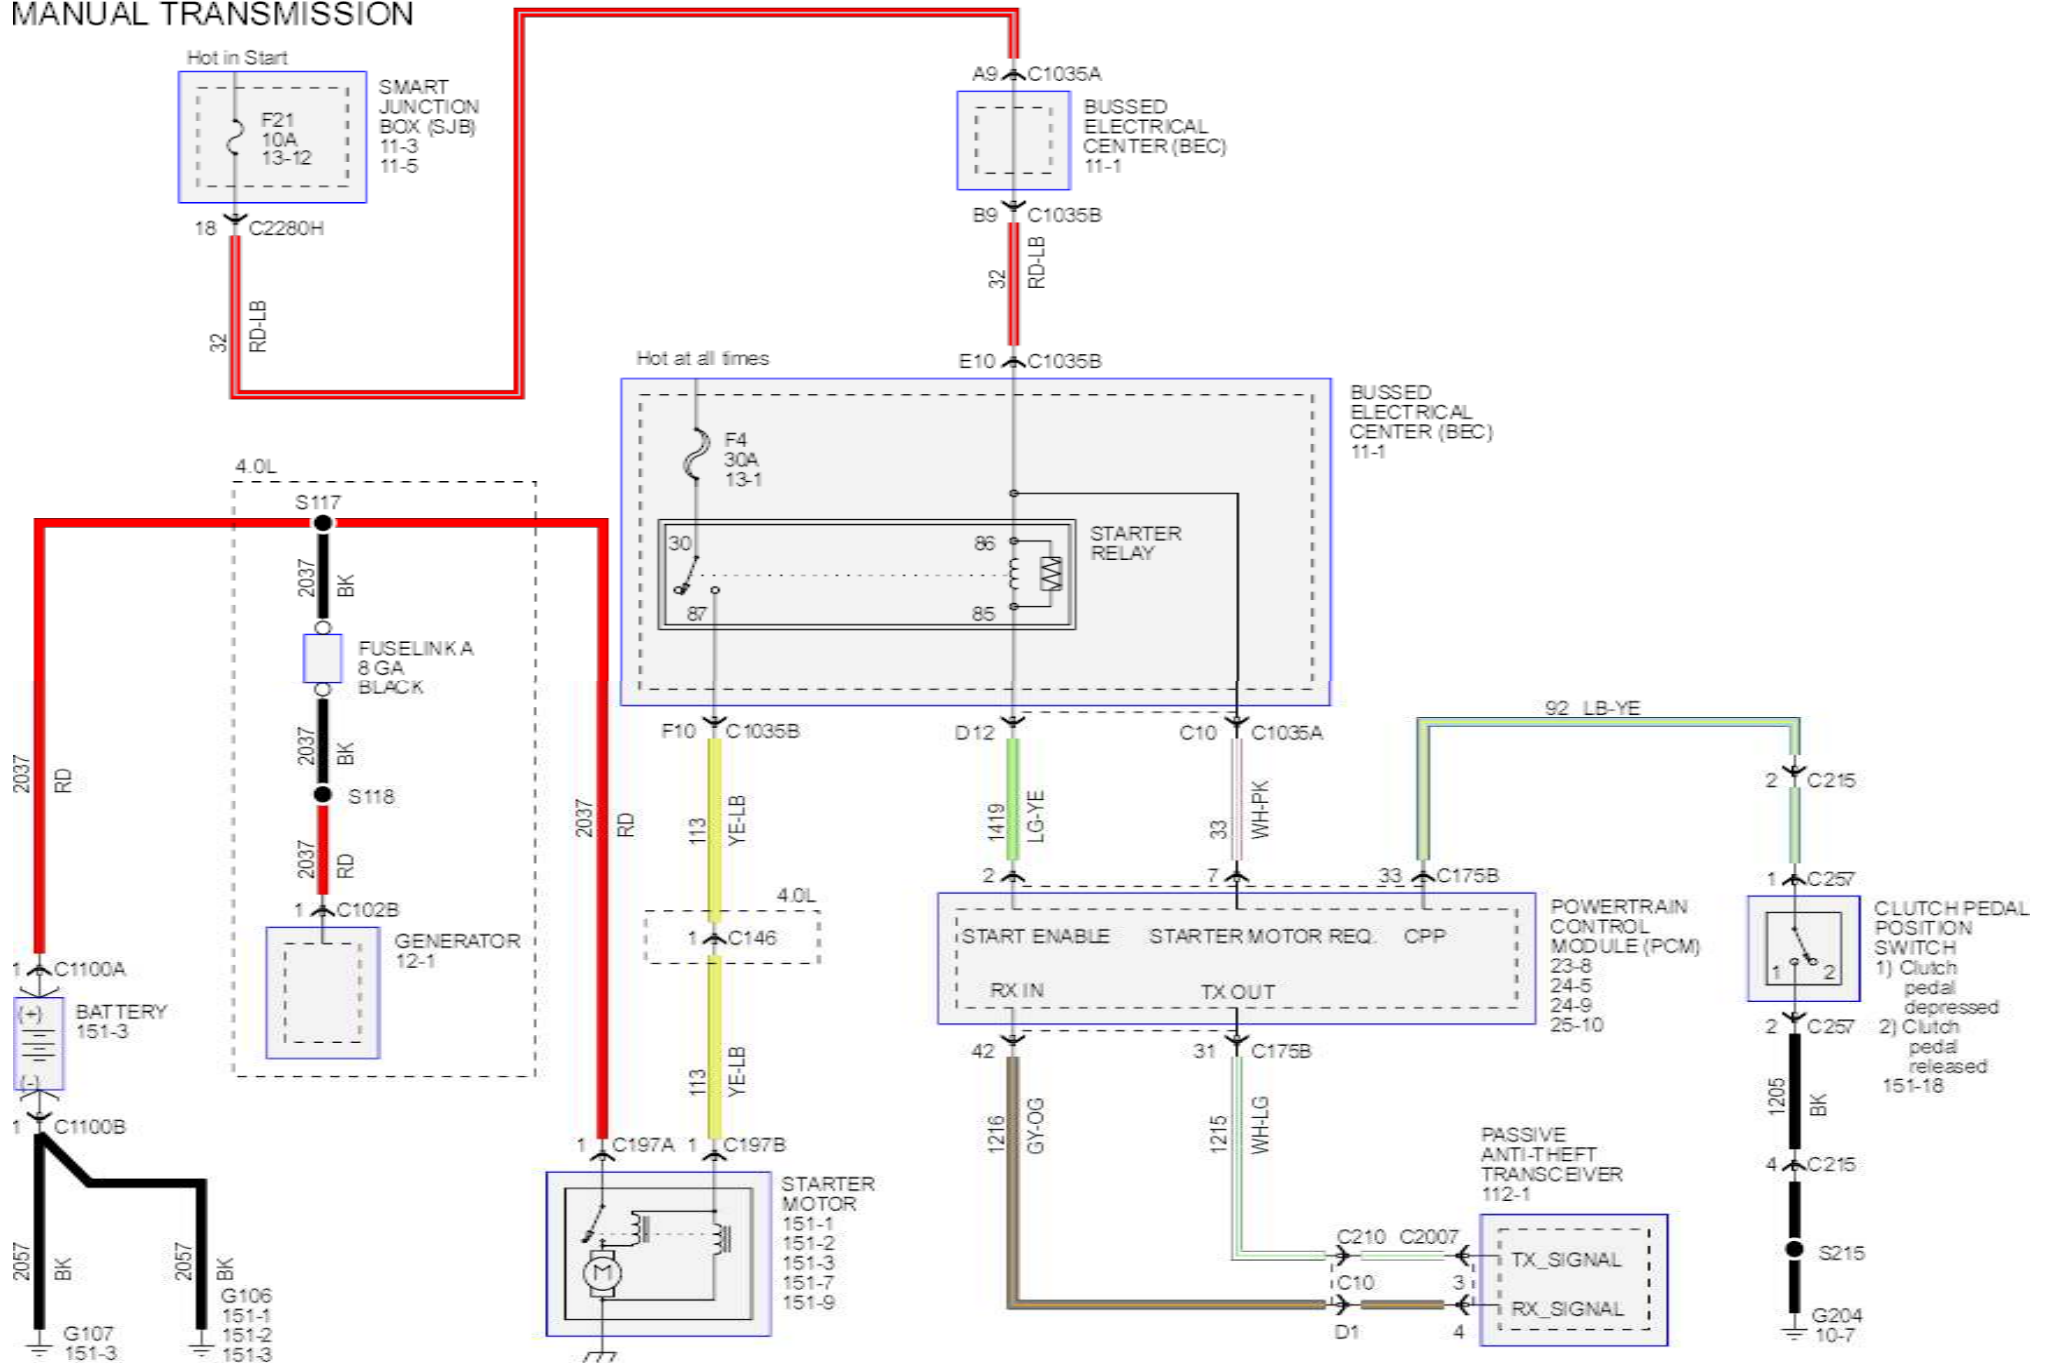 MANUAL TRANSMISSION
Hot in Start
F21
10A
13-12
SMART
JUNCTION
BOX (SJB)
11-3
11-5
18
C2280H
32
RD-LB
A9
C1035A
BUSSED
ELECTRICAL
CENTER (BEC)
11-1
B9
C1035B
32
RD-LB
E10
C1035B
Hot at all times
F4
30A
13-1
BUSSED
ELECTRICAL
CENTER (BEC)
11-1
30
87
86
85
STARTER
RELAY
4.0L
S117
2037
BK
FUSELINK A
8 GA
BLACK
2037
BK
S118
2037
RD
1
C102B
GENERATOR
12-1
2037
RD
1
C1100A
(+)
(-)
BATTERY
151-3
1
C1100B
2057
BK
G107
151-3
2057
BK
G106
151-1
151-2
151-3
2037
RD
F10
C1035B
113
YE-LB
4.0L
1
C146
113
YE-LB
1
C197A
1
C197B
M
STARTER
MOTOR
151-1
151-2
151-3
151-7
151-9
D12
C10
C1035A
1419
LG-YE
33
WH-PK
92 LB-YE
2
7
33
C175B
START ENABLE
STARTER MOTOR REQ.
CPP
RX IN
TX OUT
POWERTRAIN
CONTROL
MODULE (PCM)
23-8
24-5
24-9
25-10
42
31
C175B
1216
GY-OG
1215
WH-LG
2
C215
1
C257
1
2
CLUTCH PEDAL
POSITION
SWITCH
1) Clutch
pedal
depressed
2) Clutch
pedal
released
151-18
2
C257
1205
BK
4
C215
S215
G204
10-7
PASSIVE
ANTI-THEFT
TRANSCEIVER
112-1
C210
C2007
TX_SIGNAL
C10
3
RX_SIGNAL
D1
4